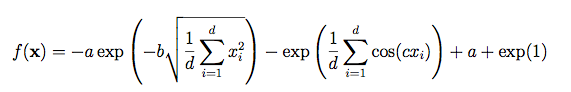 f(x) = −a exp(−b√(1/d ∑_{i=1}^{d} x_i^2)) − exp(1/d ∑_{i=1}^{d} cos(cx_i)) + a + exp(1)